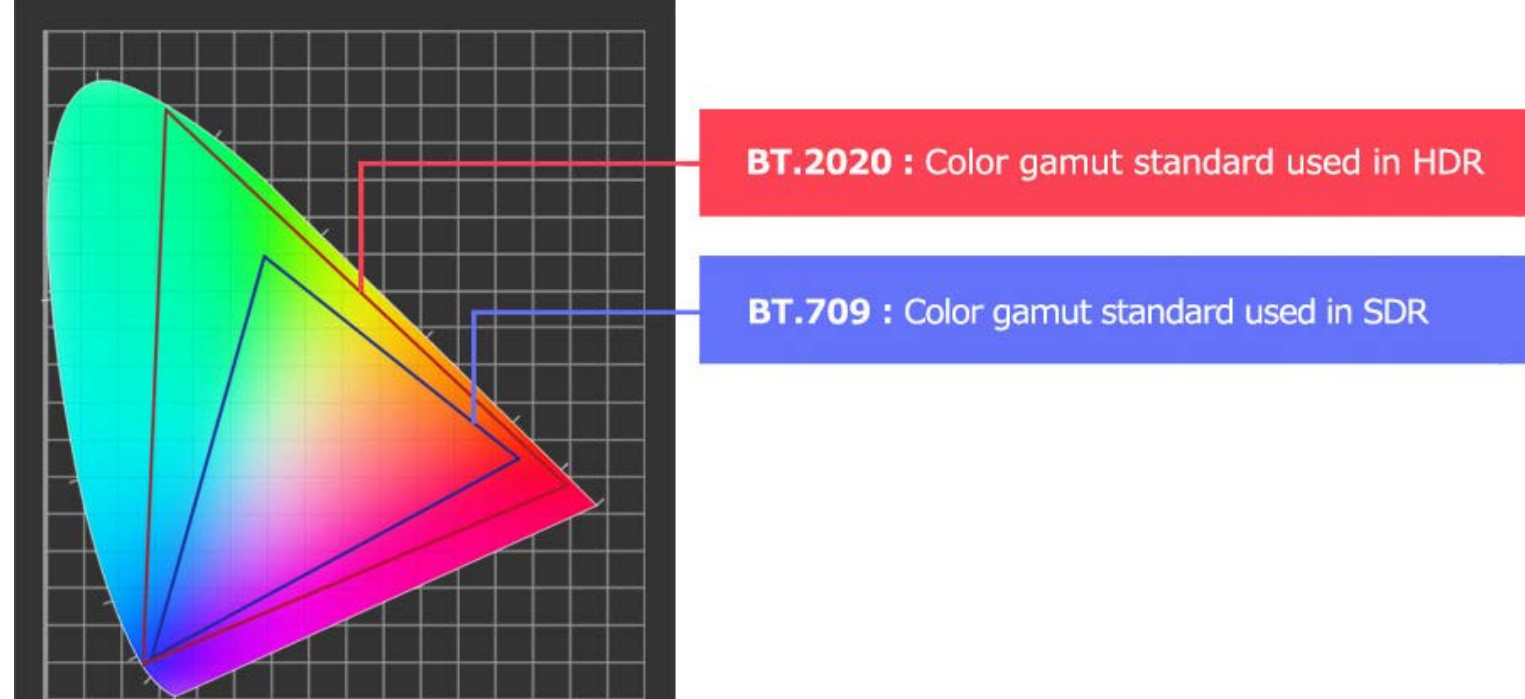 BT.2020 : Color gamut standard used in HDR
BT.709 : Color gamut standard used in SDR